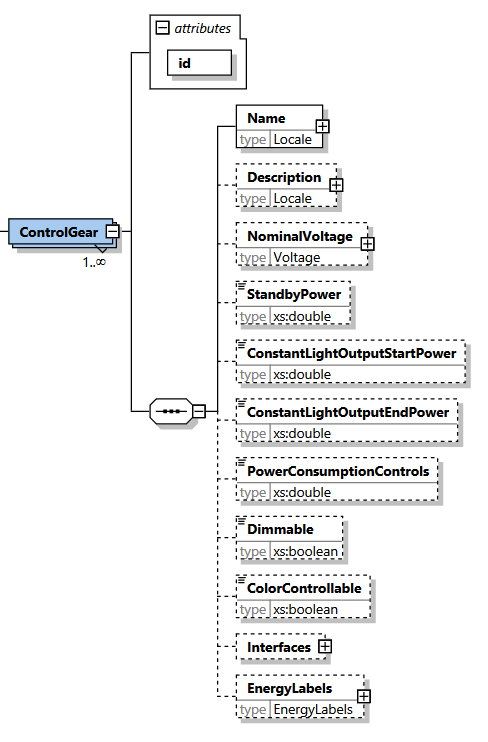 attributes
id
Name
type Locale
Description
type Locale
ControlGear
1..∞
NominalVoltage
type Voltage
StandbyPower
type xs:double
ConstantLightOutputStartPower
type xs:double
ConstantLightOutputEndPower
type xs:double
PowerConsumptionControls
type xs:double
Dimmable
type xs:boolean
ColorControllable
type xs:boolean
Interfaces
EnergyLabels
type EnergyLabels